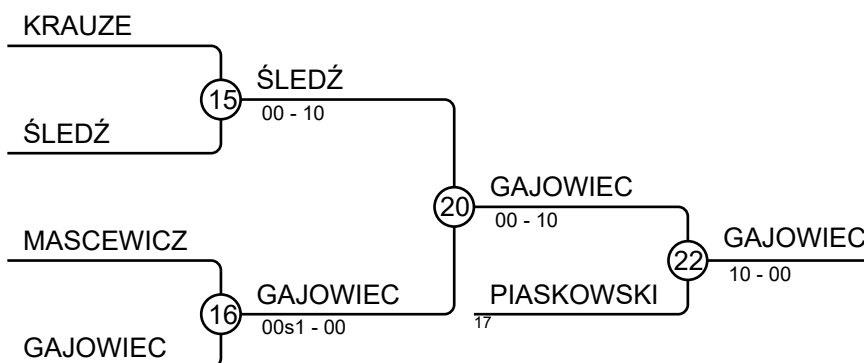 KRAUZE
15
ŚLEDŹ
00 - 10
ŚLEDŹ
20
GAJOWIEC
00 - 10
MASCEWICZ
22
GAJOWIEC
10 - 00
16
GAJOWIEC
00s1 - 00
PIASKOWSKI
17
GAJOWIEC